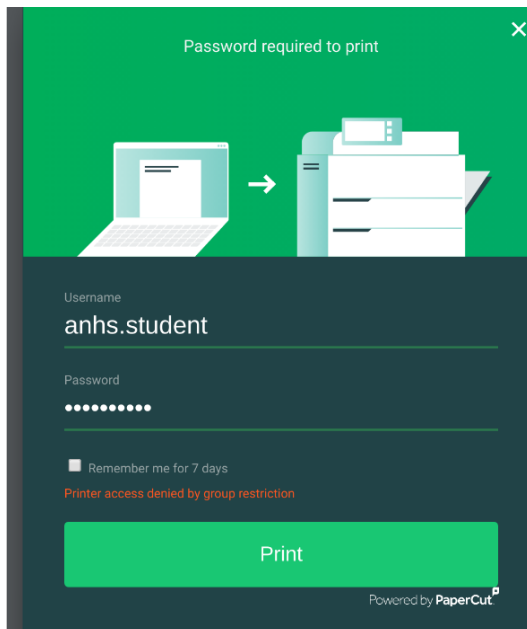 Password required to print
Username
anhs.student
Password
••••••••••
Remember me for 7 days
Printer access denied by group restriction
Print
Powered by PaperCut